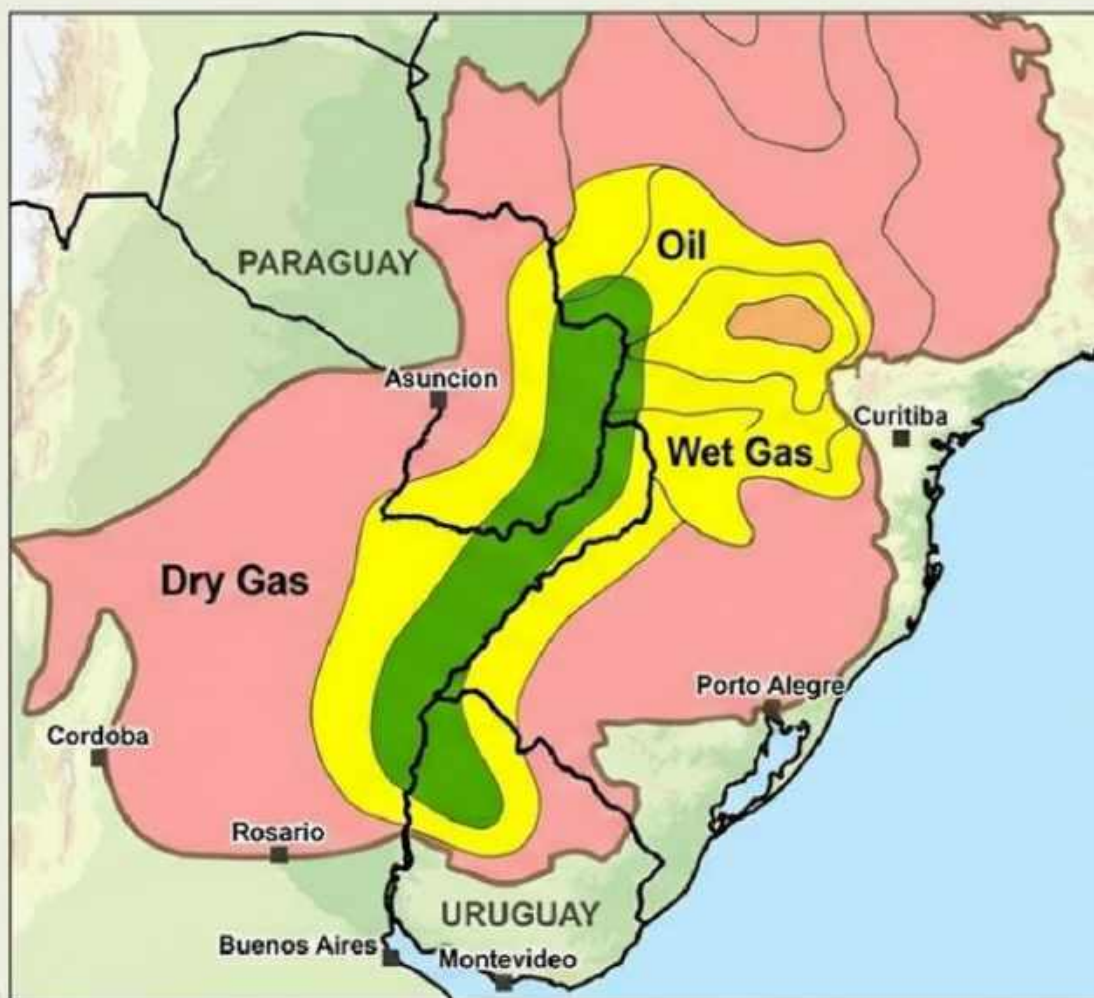 Oil
PARAGUAY
Asuncion
Curitiba
Wet Gas
Dry Gas
Porto Alegre
Cordoba
Rosario
URUGUAY
Buenos Aires
Montevideo